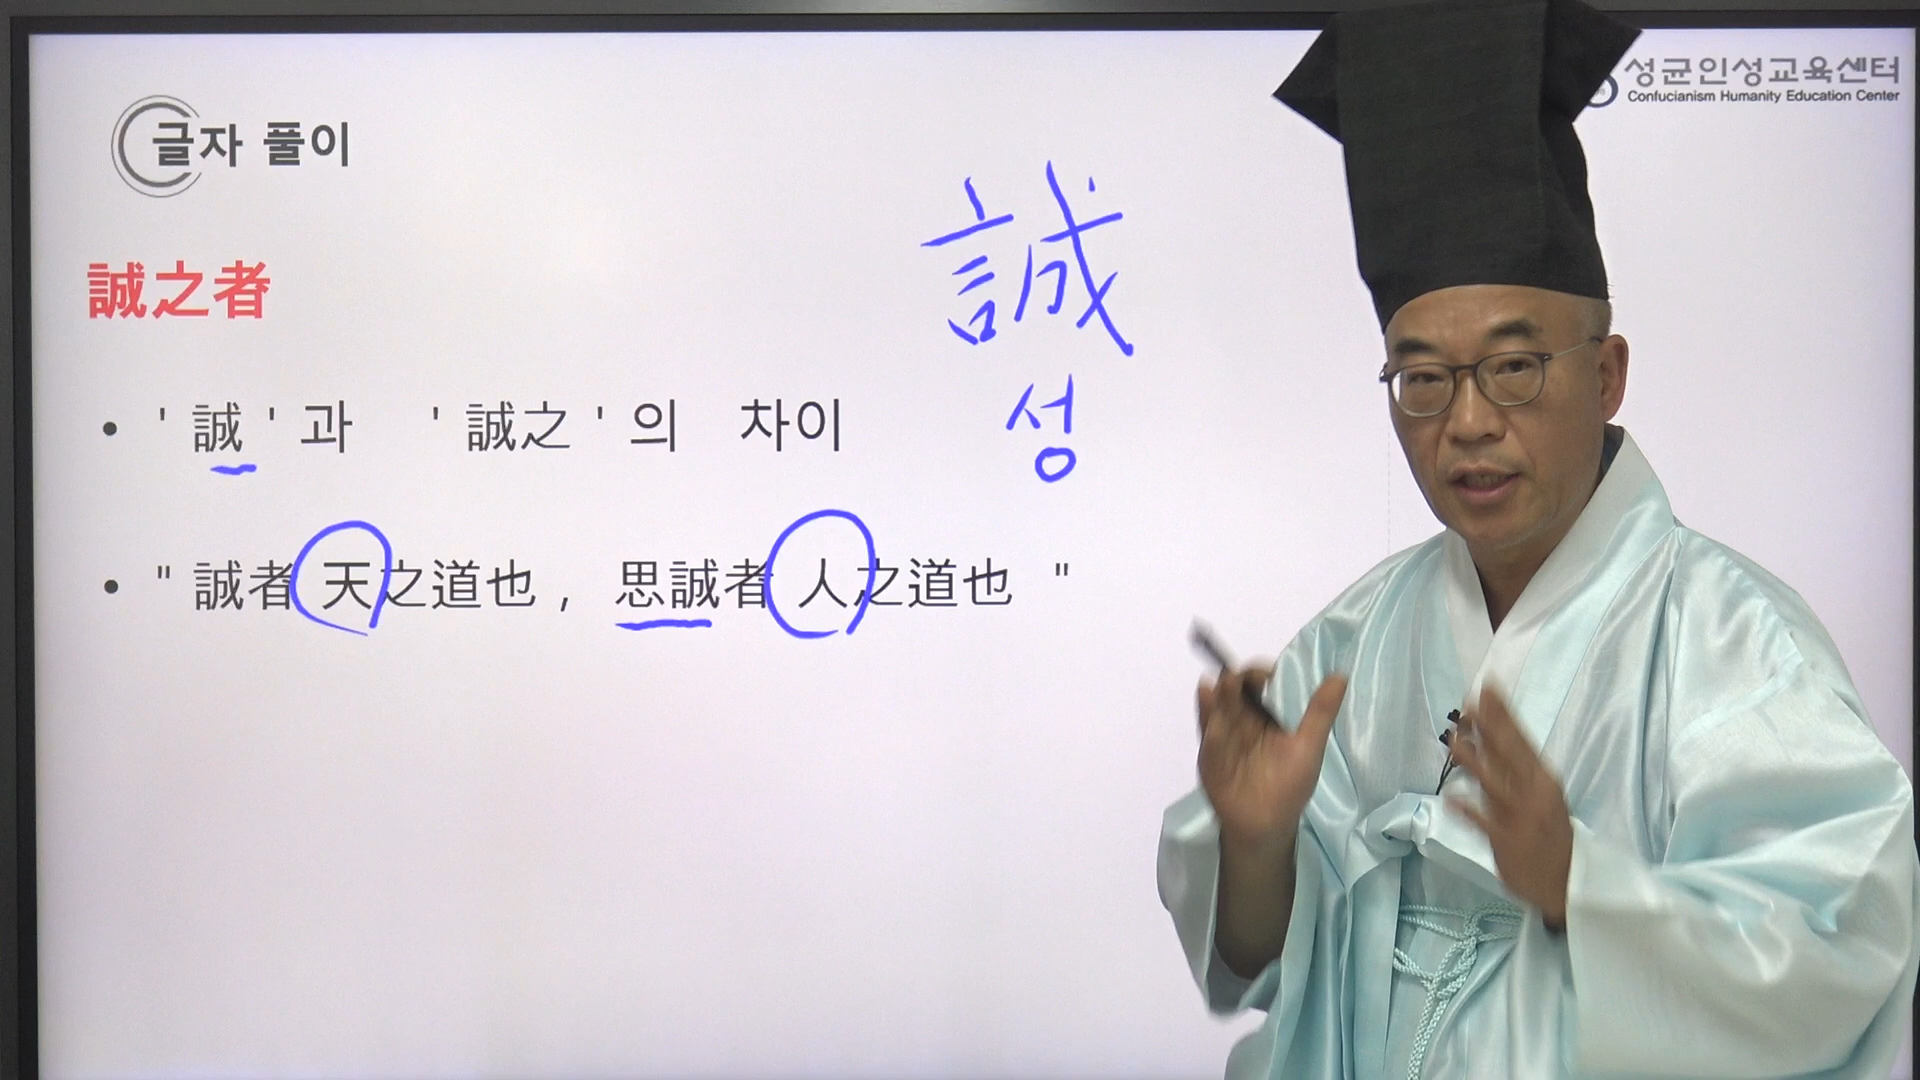 글자 풀이
성균인성교육센터
Confucianism Humanity Education Center
誠
성
誠之者
• ' 誠 ' 과 ' 誠之 ' 의 차이
• " 誠者 天之道也 , 思誠者 人之道也 "